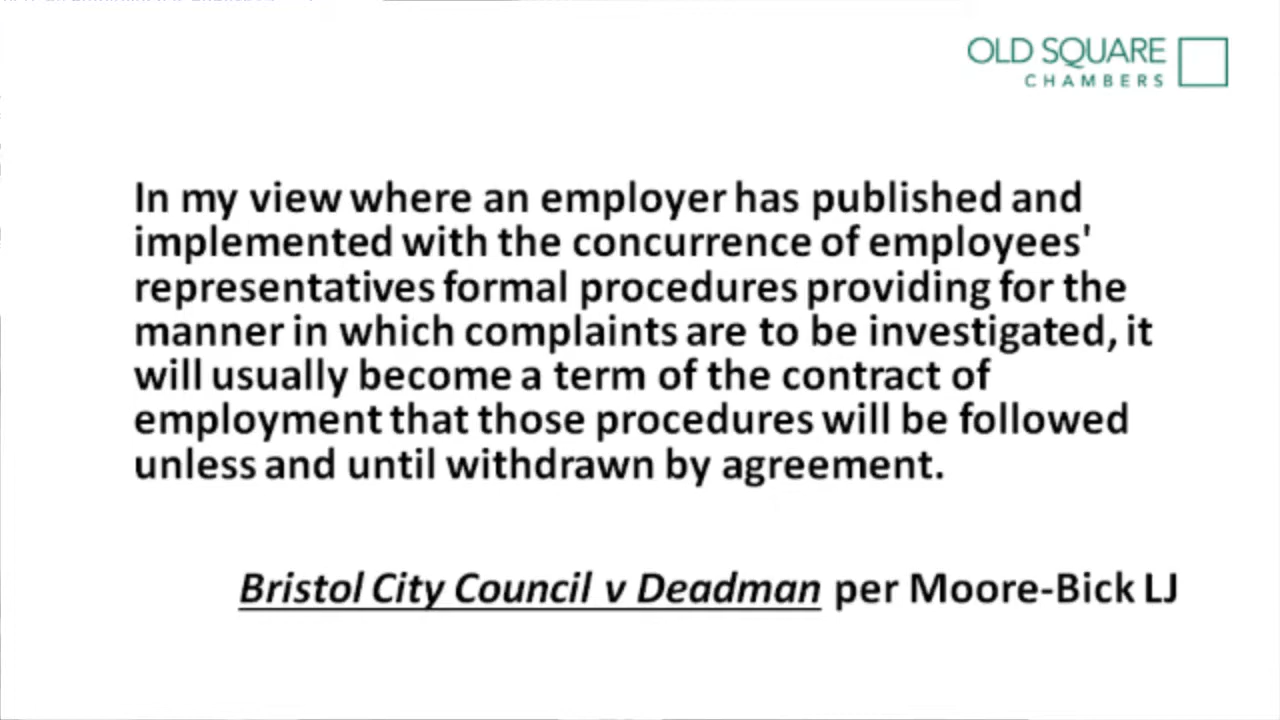 OLD SQUARE
CHAMBERS
In my view where an employer has published and
implemented with the concurrence of employees'
representatives formal procedures providing for the
manner in which complaints are to be investigated, it
will usually become a term of the contract of
employment that those procedures will be followed
unless and until withdrawn by agreement.
Bristol City Council v Deadman per Moore-Bick LJ